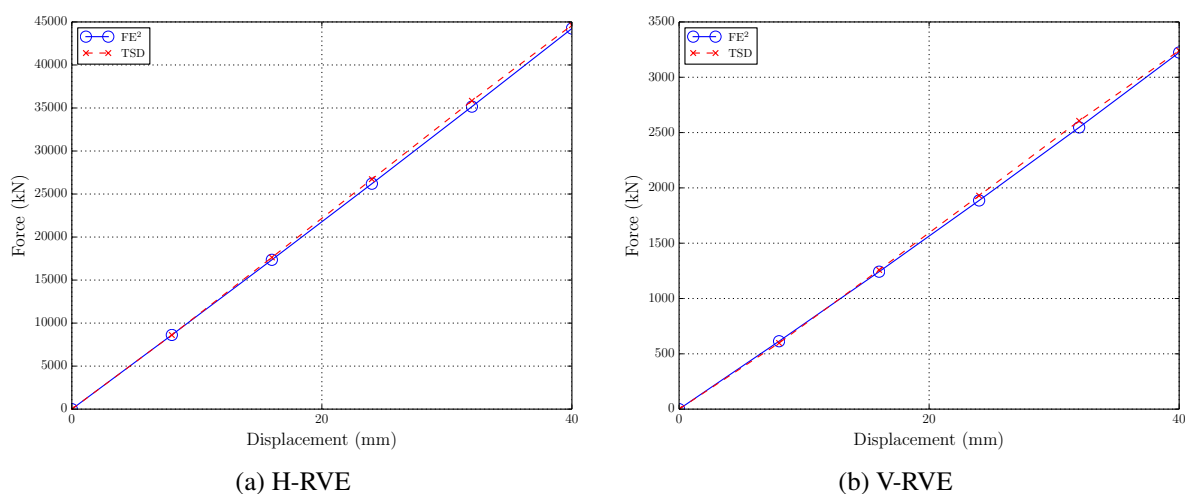 45000
40000
35000
30000
25000
20000
15000
10000
5000
0
0
20
40
Force (kN)
Displacement (mm)
FE²
TSD
(a) H-RVE
3500
3000
2500
2000
1500
1000
500
0
0
20
40
Force (kN)
Displacement (mm)
FE²
TSD
(b) V-RVE